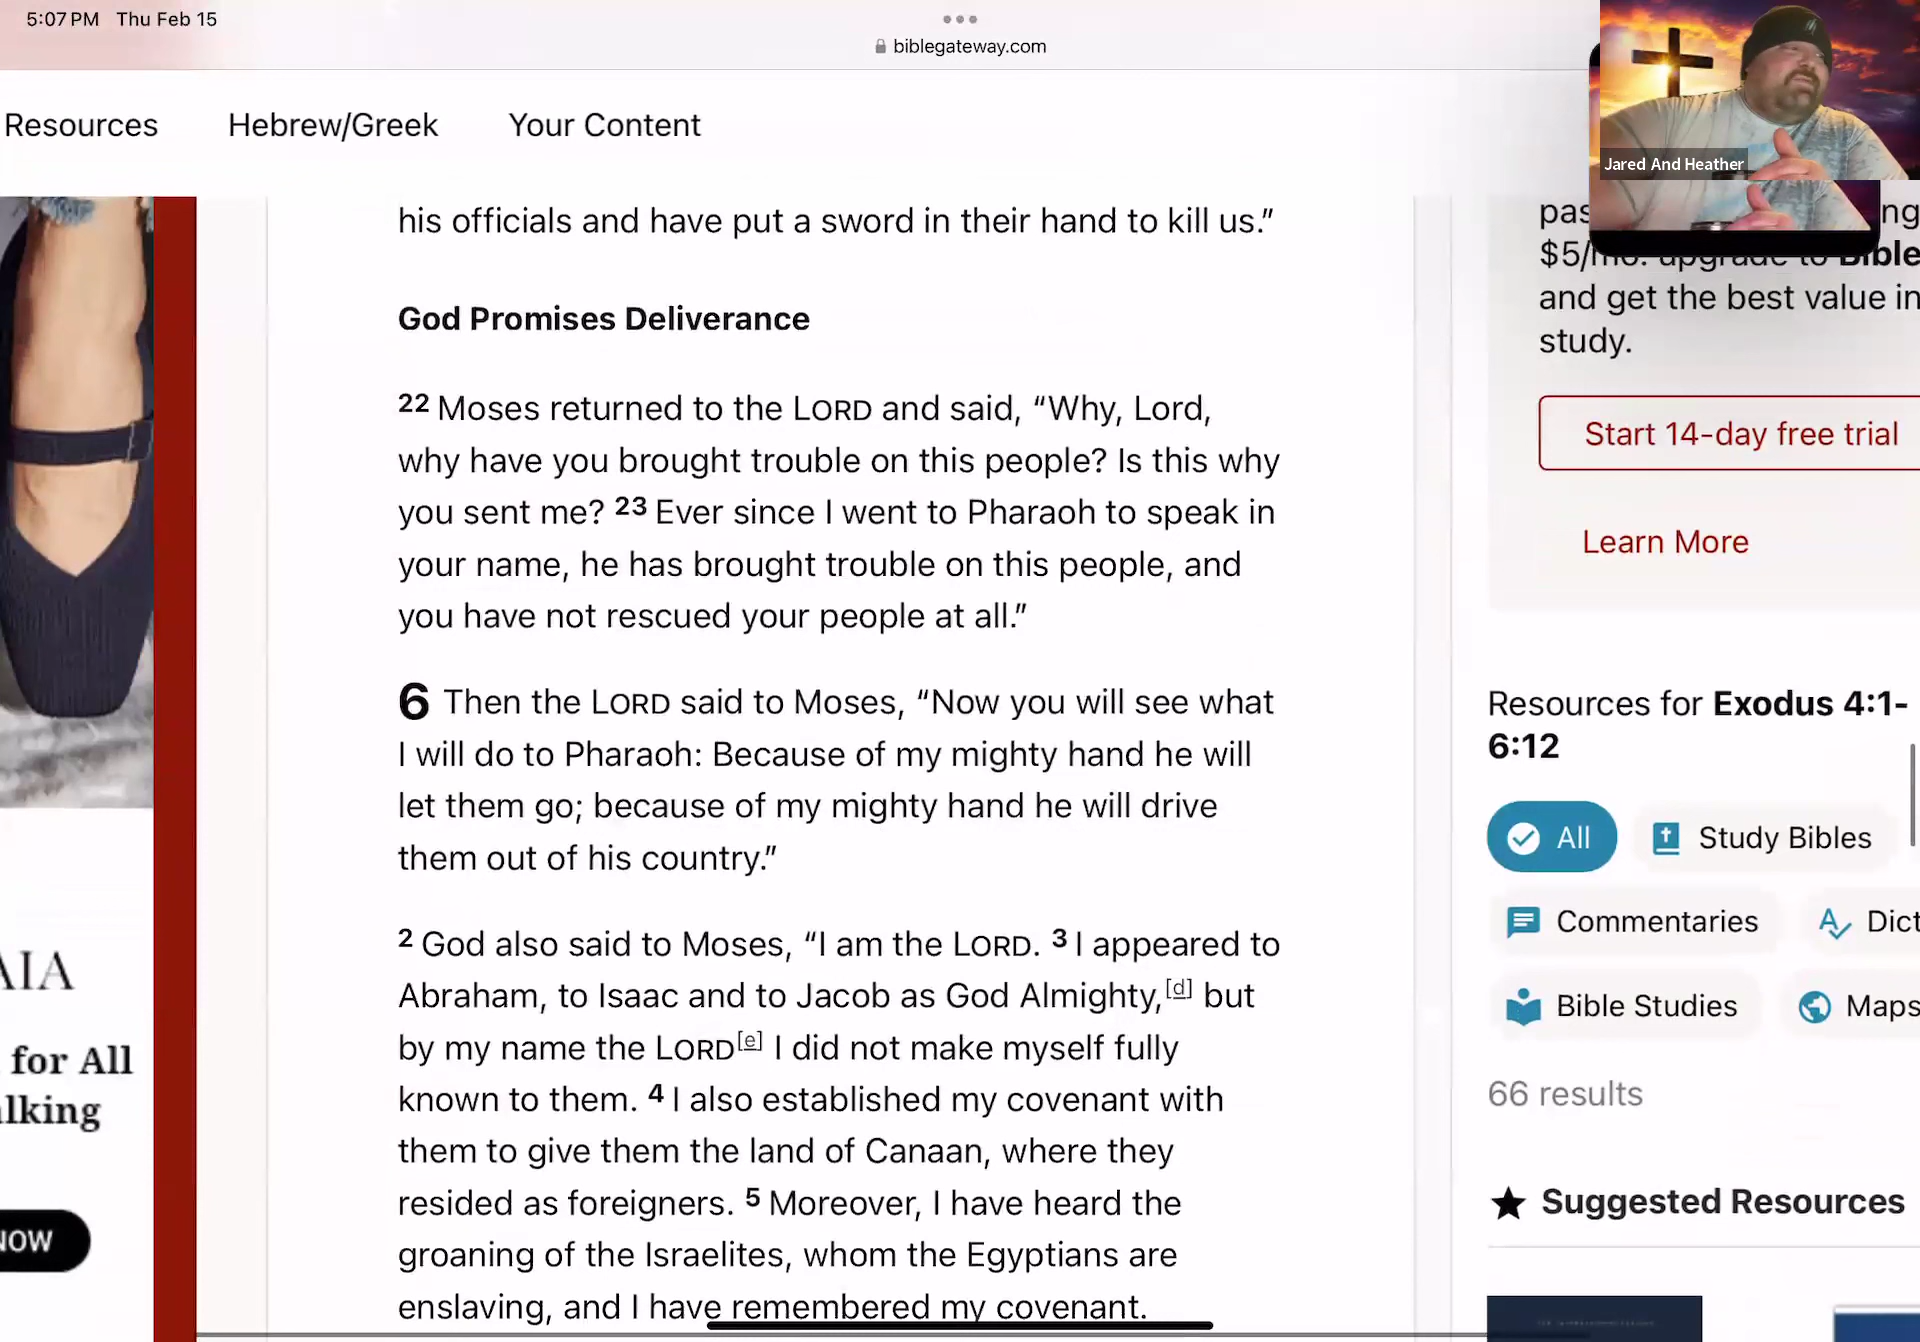 5:07 PM Thu Feb 15
biblegateway.com
Resources Hebrew/Greek Your Content
Jared And Heather
his officials and have put a sword in their hand to kill us.”
God Promises Deliverance
22 Moses returned to the LORD and said, “Why, Lord,
why have you brought trouble on this people? Is this why
you sent me? 23 Ever since I went to Pharaoh to speak in
your name, he has brought trouble on this people, and
you have not rescued your people at all.”
6 Then the LORD said to Moses, “Now you will see what
I will do to Pharaoh: Because of my mighty hand he will
let them go; because of my mighty hand he will drive
them out of his country.”
2 God also said to Moses, “I am the LORD. 3 I appeared to
Abraham, to Isaac and to Jacob as God Almighty,[d] but
by my name the LORD[e] I did not make myself fully
known to them. 4 I also established my covenant with
them to give them the land of Canaan, where they
resided as foreigners. 5 Moreover, I have heard the
groaning of the Israelites, whom the Egyptians are
enslaving, and I have remembered my covenant.
$5/mo. upgrade to Bible
and get the best value in
study.
Start 14-day free trial
Learn More
Resources for Exodus 4:1-
6:12
All Study Bibles
Commentaries Dict
Bible Studies Maps
66 results
Suggested Resources
AIA
for All
alking
NOW